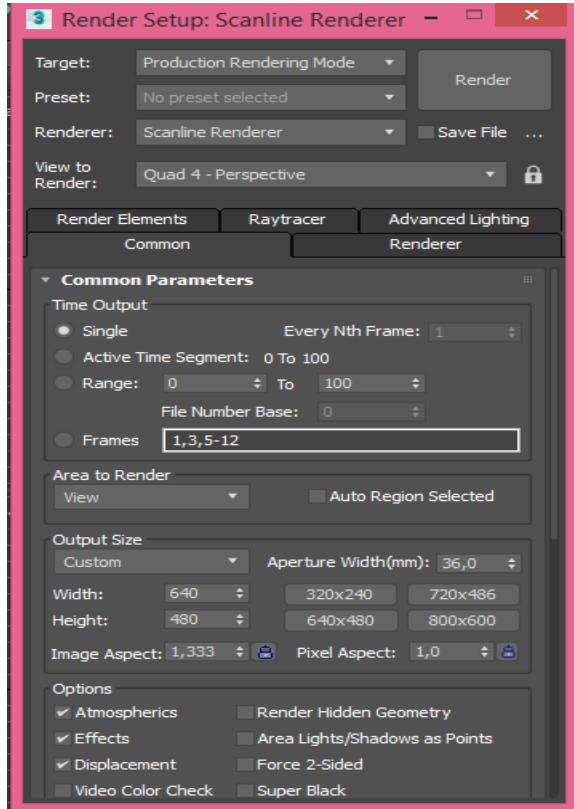 3 Render Setup: Scanline Renderer
Target: Production Rendering Mode
Render
Preset: No preset selected
Renderer: Scanline Renderer Save File ...
View to
Render: Quad 4 - Perspective
Render Elements Raytracer Advanced Lighting
Common Renderer
Common Parameters
Time Output
Single Every Nth Frame: 1
Active Time Segment: 0 To 100
Range: 0 To 100
File Number Base: 0
Frames 1,3,5-12
Area to Render
View Auto Region Selected
Output Size
Custom Aperture Width(mm): 36,0
Width: 640 320x240 720x486
Height: 480 640x480 800x600
Image Aspect: 1,333 Pixel Aspect: 1,0
Options
Atmospherics Render Hidden Geometry
Effects Area Lights/Shadows as Points
Displacement Force 2-Sided
Video Color Check Super Black